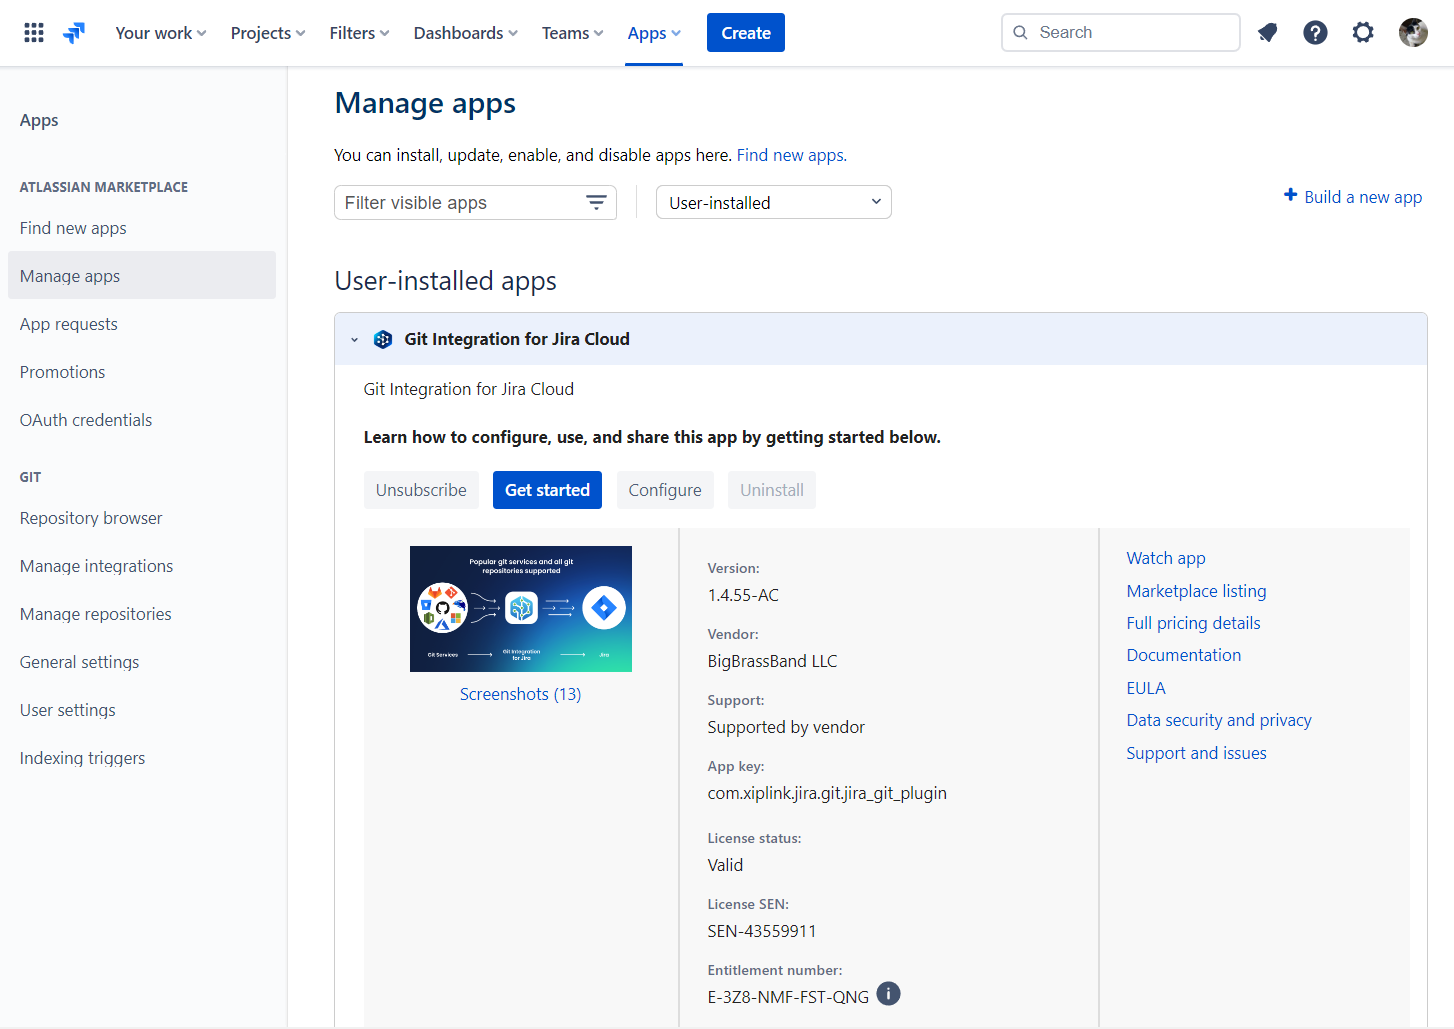 Your work Projects Filters Dashboards Teams Apps Create Search
Apps
ATLASSIAN MARKETPLACE
Find new apps
Manage apps
App requests
Promotions
OAuth credentials
GIT
Repository browser
Manage integrations
Manage repositories
General settings
User settings
Indexing triggers
Manage apps
You can install, update, enable, and disable apps here. Find new apps.
Filter visible apps User-installed Build a new app
User-installed apps
Git Integration for Jira Cloud
Git Integration for Jira Cloud
Learn how to configure, use, and share this app by getting started below.
Unsubscribe Get started Configure Uninstall
Popular git services and all git
repositories supported
Git Services Git Integration
for Jira Jira
Screenshots (13)
Version:
1.4.55-AC
Vendor:
BigBrassBand LLC
Support:
Supported by vendor
App key:
com.xiplink.jira.git.jira_git_plugin
License status:
Valid
License SEN:
SEN-43559911
Entitlement number:
E-3Z8-NMF-FST-QNG
Watch app
Marketplace listing
Full pricing details
Documentation
EULA
Data security and privacy
Support and issues